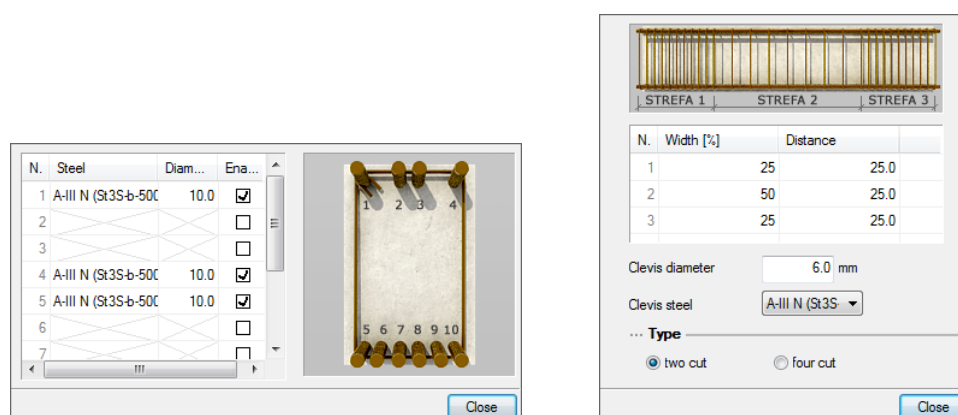 N. Steel Diam... Ena...
1 A-III N (St3S-b-500 10.0
2
3
4 A-III N (St3S-b-500 10.0
5 A-III N (St3S-b-500 10.0
6
7
1 2 3 4
5 6 7 8 9 10
Close
STREFA 1 STREFA 2 STREFA 3
N. Width [%] Distance
1 25 25.0
2 50 25.0
3 25 25.0
Clevis diameter 6.0 mm
Clevis steel A-III N (St3S-
... Type
two cut four cut
Close